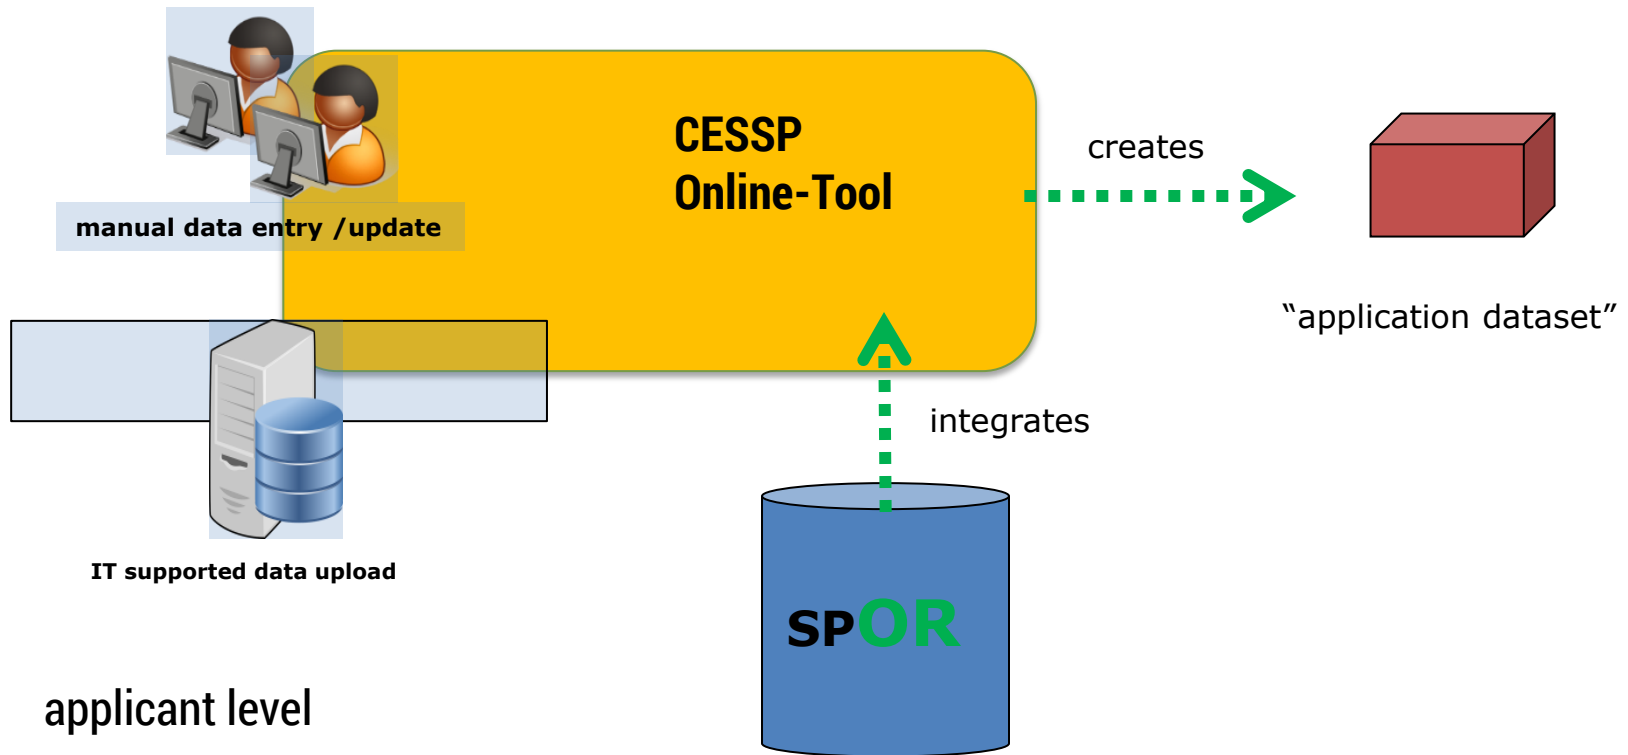 CESSP
Online-Tool
creates
manual data entry /update
“application dataset”
integrates
IT supported data upload
SPOR
applicant level